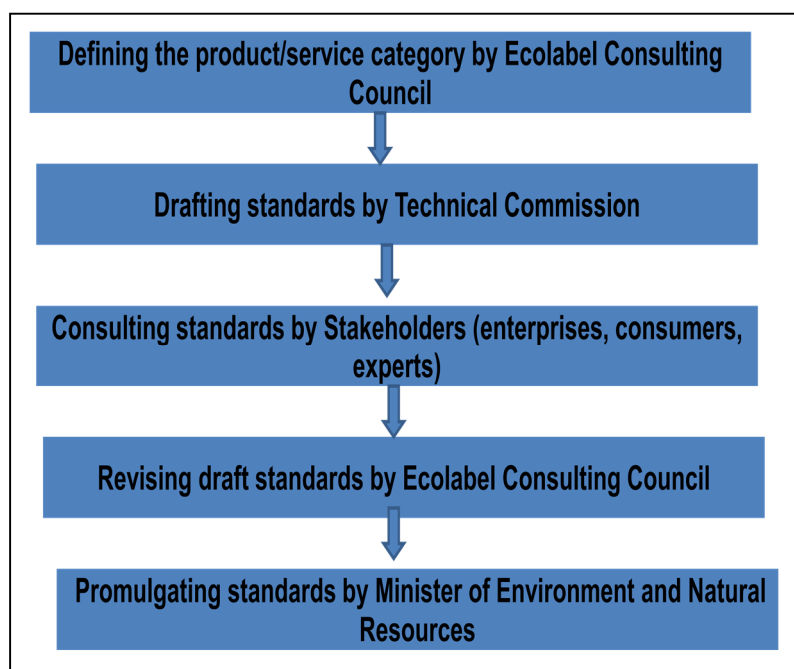 Defining the product/service category by Ecolabel Consulting
Council
Drafting standards by Technical Commission
Consulting standards by Stakeholders (enterprises, consumers,
experts)
Revising draft standards by Ecolabel Consulting Council
Promulgating standards by Minister of Environment and Natural
Resources